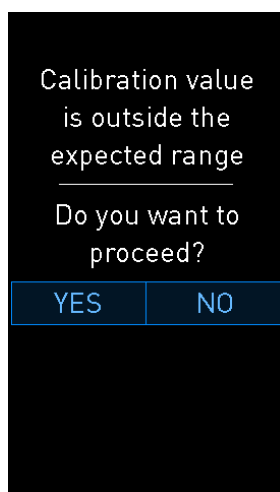 Calibration value
is outside the
expected range
Do you want to
proceed?
YES NO